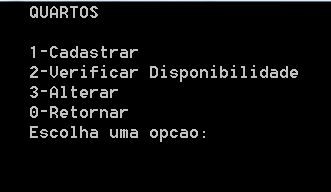 QUARTOS
1-Cadastrar
2-Verificar Disponibilidade
3-Alterar
0-Retornar
Escolha uma opcao: